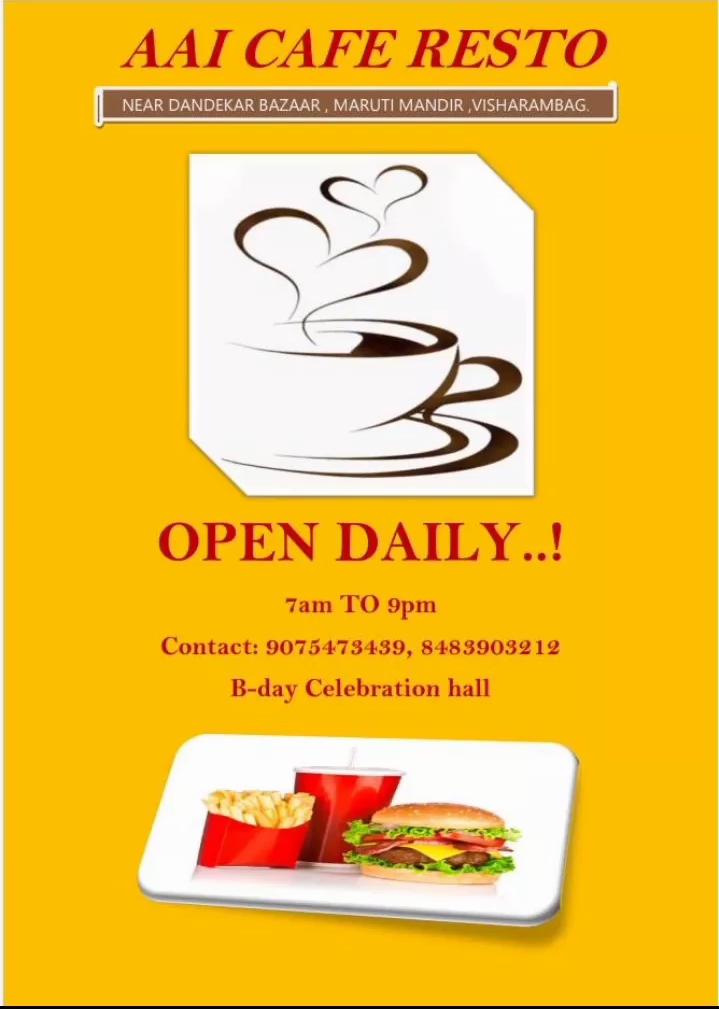 AAI CAFE RESTO
NEAR DANDEKAR BAZAAR , MARUTI MANDIR ,VISHARAMBAG.
OPEN DAILY..!
7am TO 9pm
Contact: 9075473439, 8483903212
B-day Celebration hall